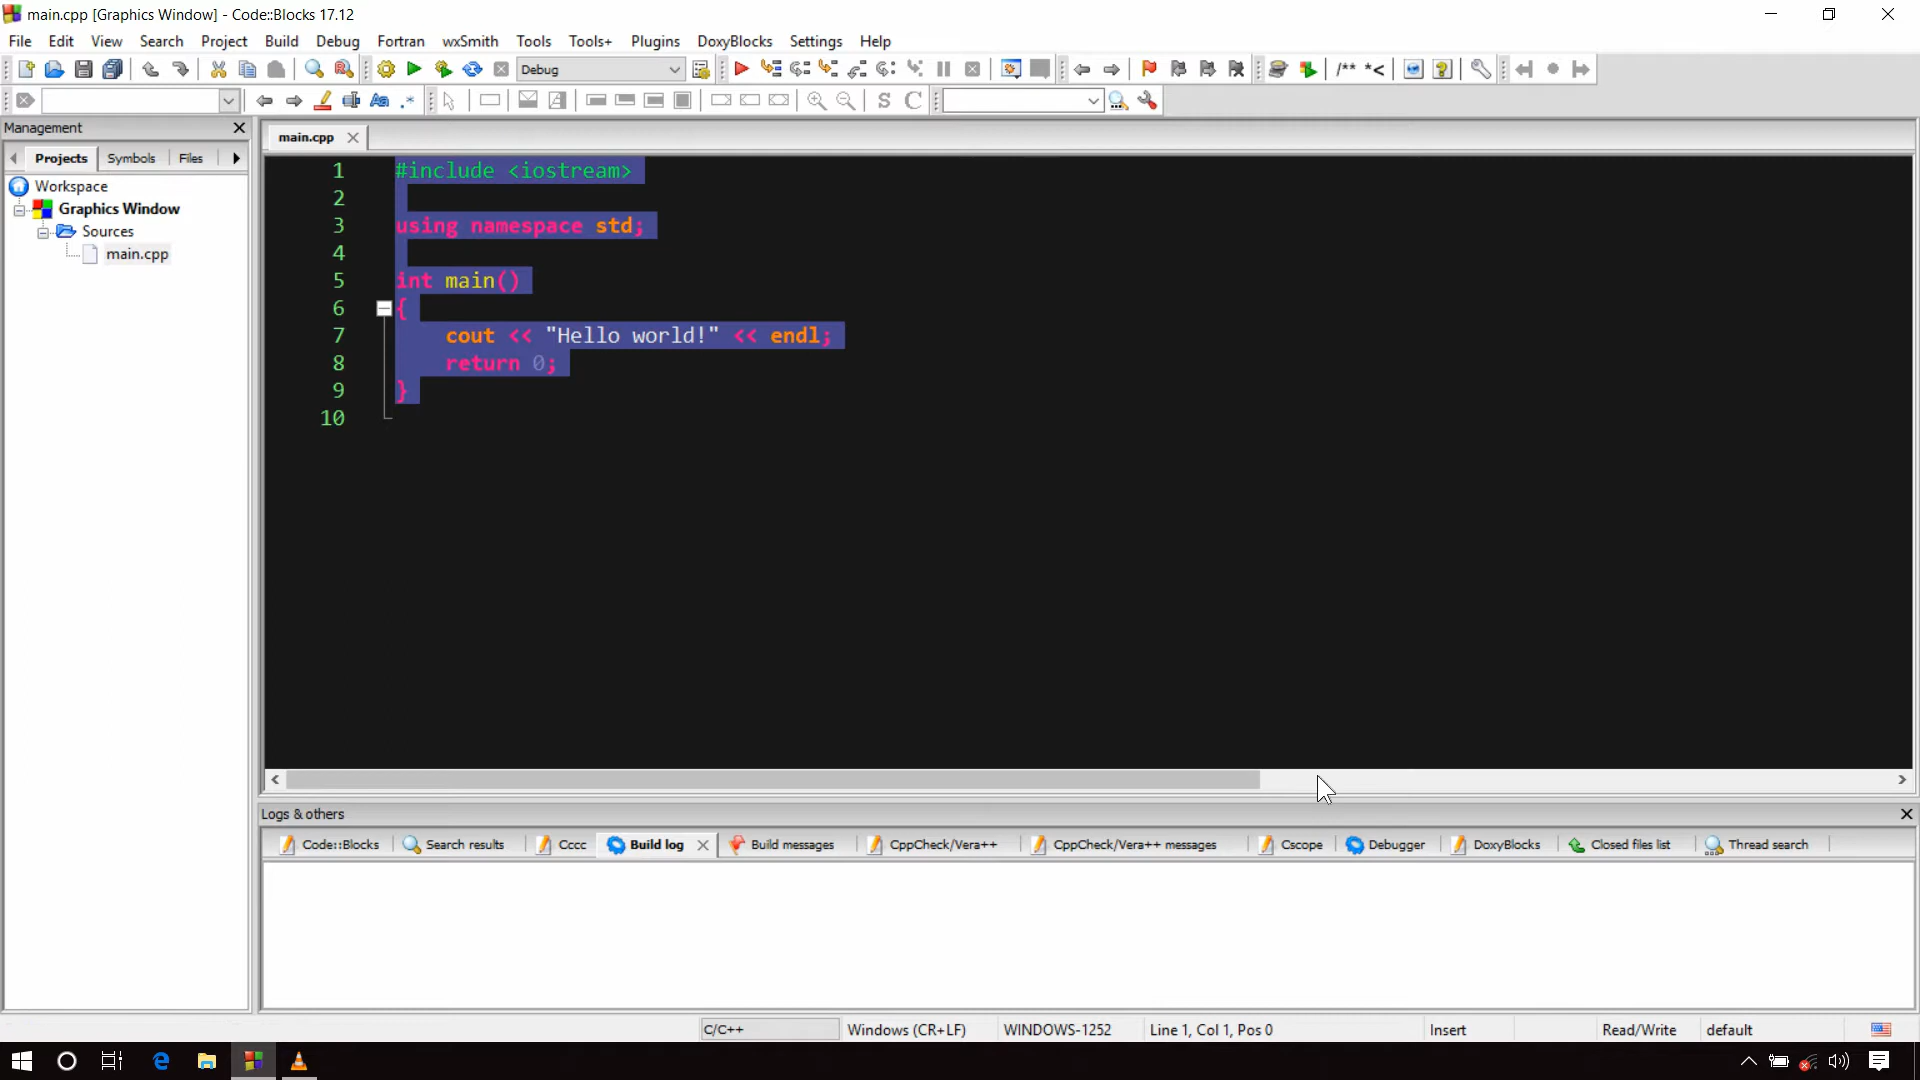 main.cpp [Graphics Window] - Code::Blocks 17.12
File Edit View Search Project Build Debug Fortran wxSmith Tools Tools+ Plugins DoxyBlocks Settings Help
Debug
/** *<
Aa .*
S C
Management
main.cpp
Projects Symbols Files
Workspace
Graphics Window
Sources
main.cpp
1 #include <iostream>
2
3 using namespace std;
4
5 int main()
6 {
7 cout << "Hello world!" << endl;
8 return 0;
9 }
10
Logs & others
Code::Blocks Search results Cccc Build log Build messages CppCheck/Vera++ CppCheck/Vera++ messages Cscope Debugger DoxyBlocks Closed files list Thread search
C/C++ Windows (CR+LF) WINDOWS-1252 Line 1, Col 1, Pos 0 Insert Read/Write default